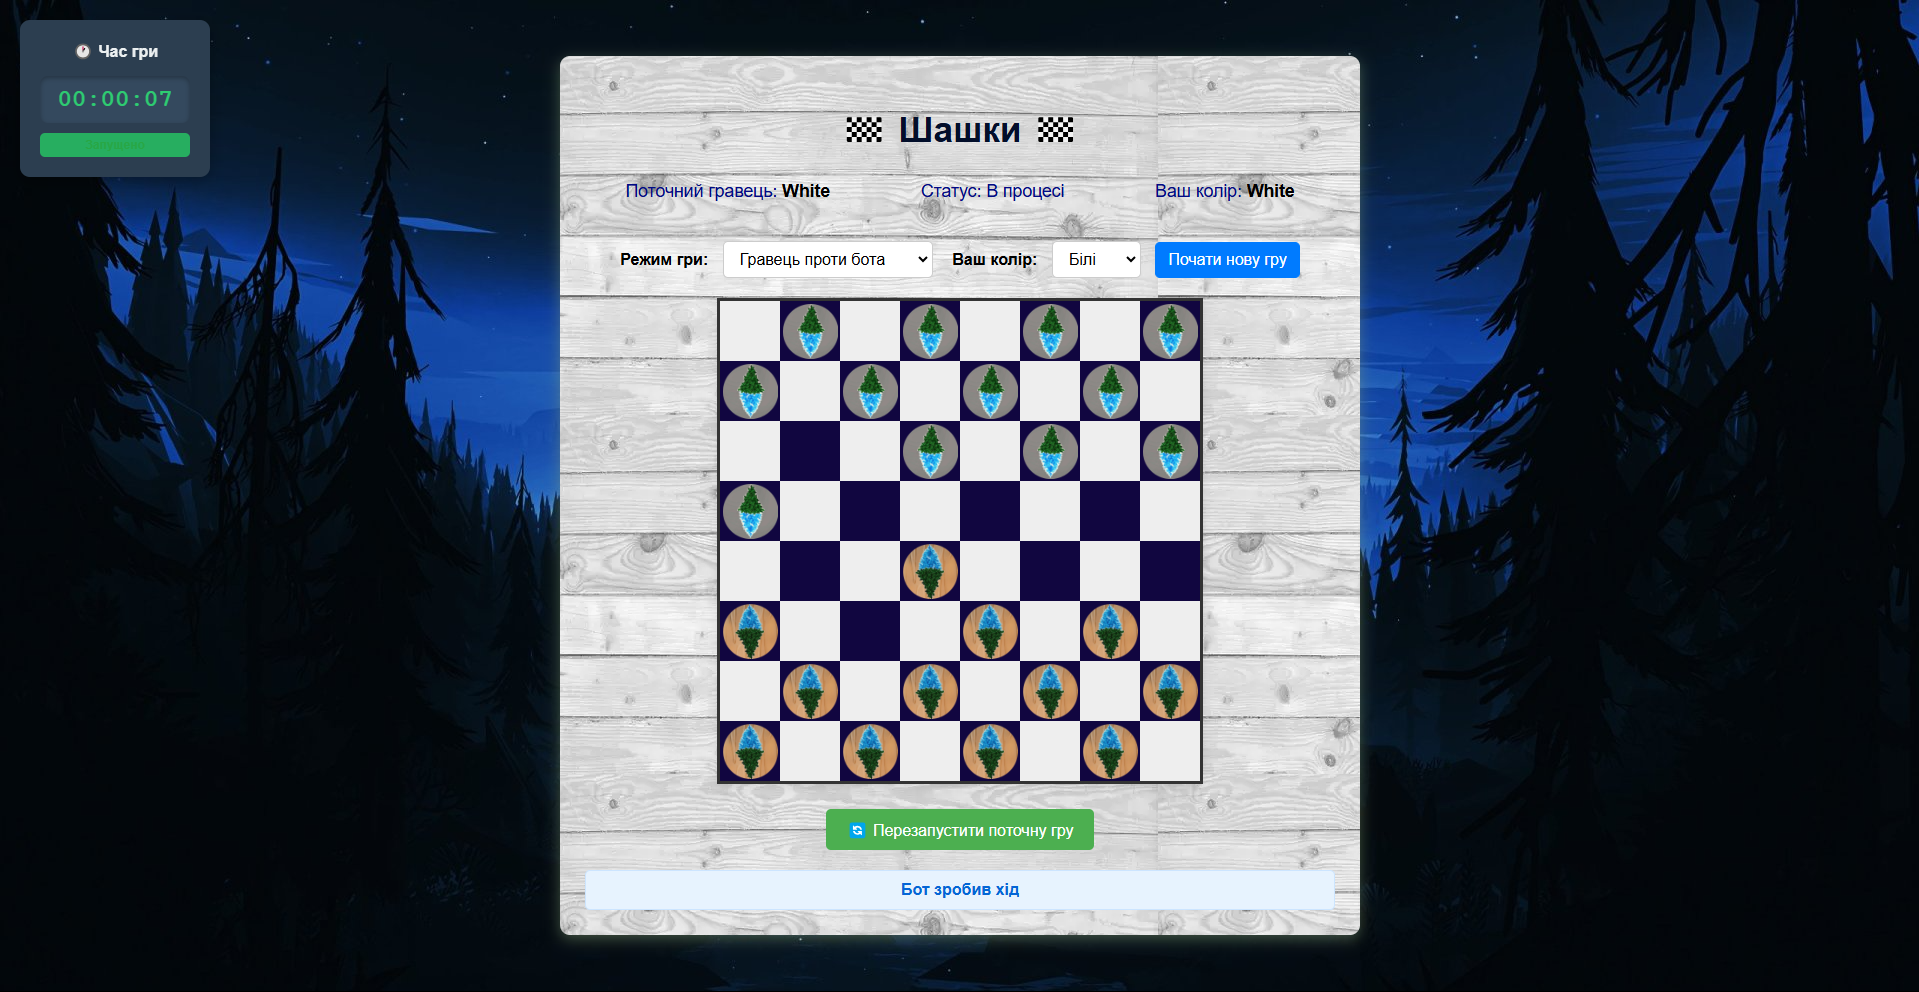 Час гри
00:00:07
Запущено
Шашки
Поточний гравець: White
Статус: В процесі
Ваш колір: White
Режим гри: Гравець проти бота Ваш колір: Білі Почати нову гру
Перезапустити поточну гру
Бот зробив хід